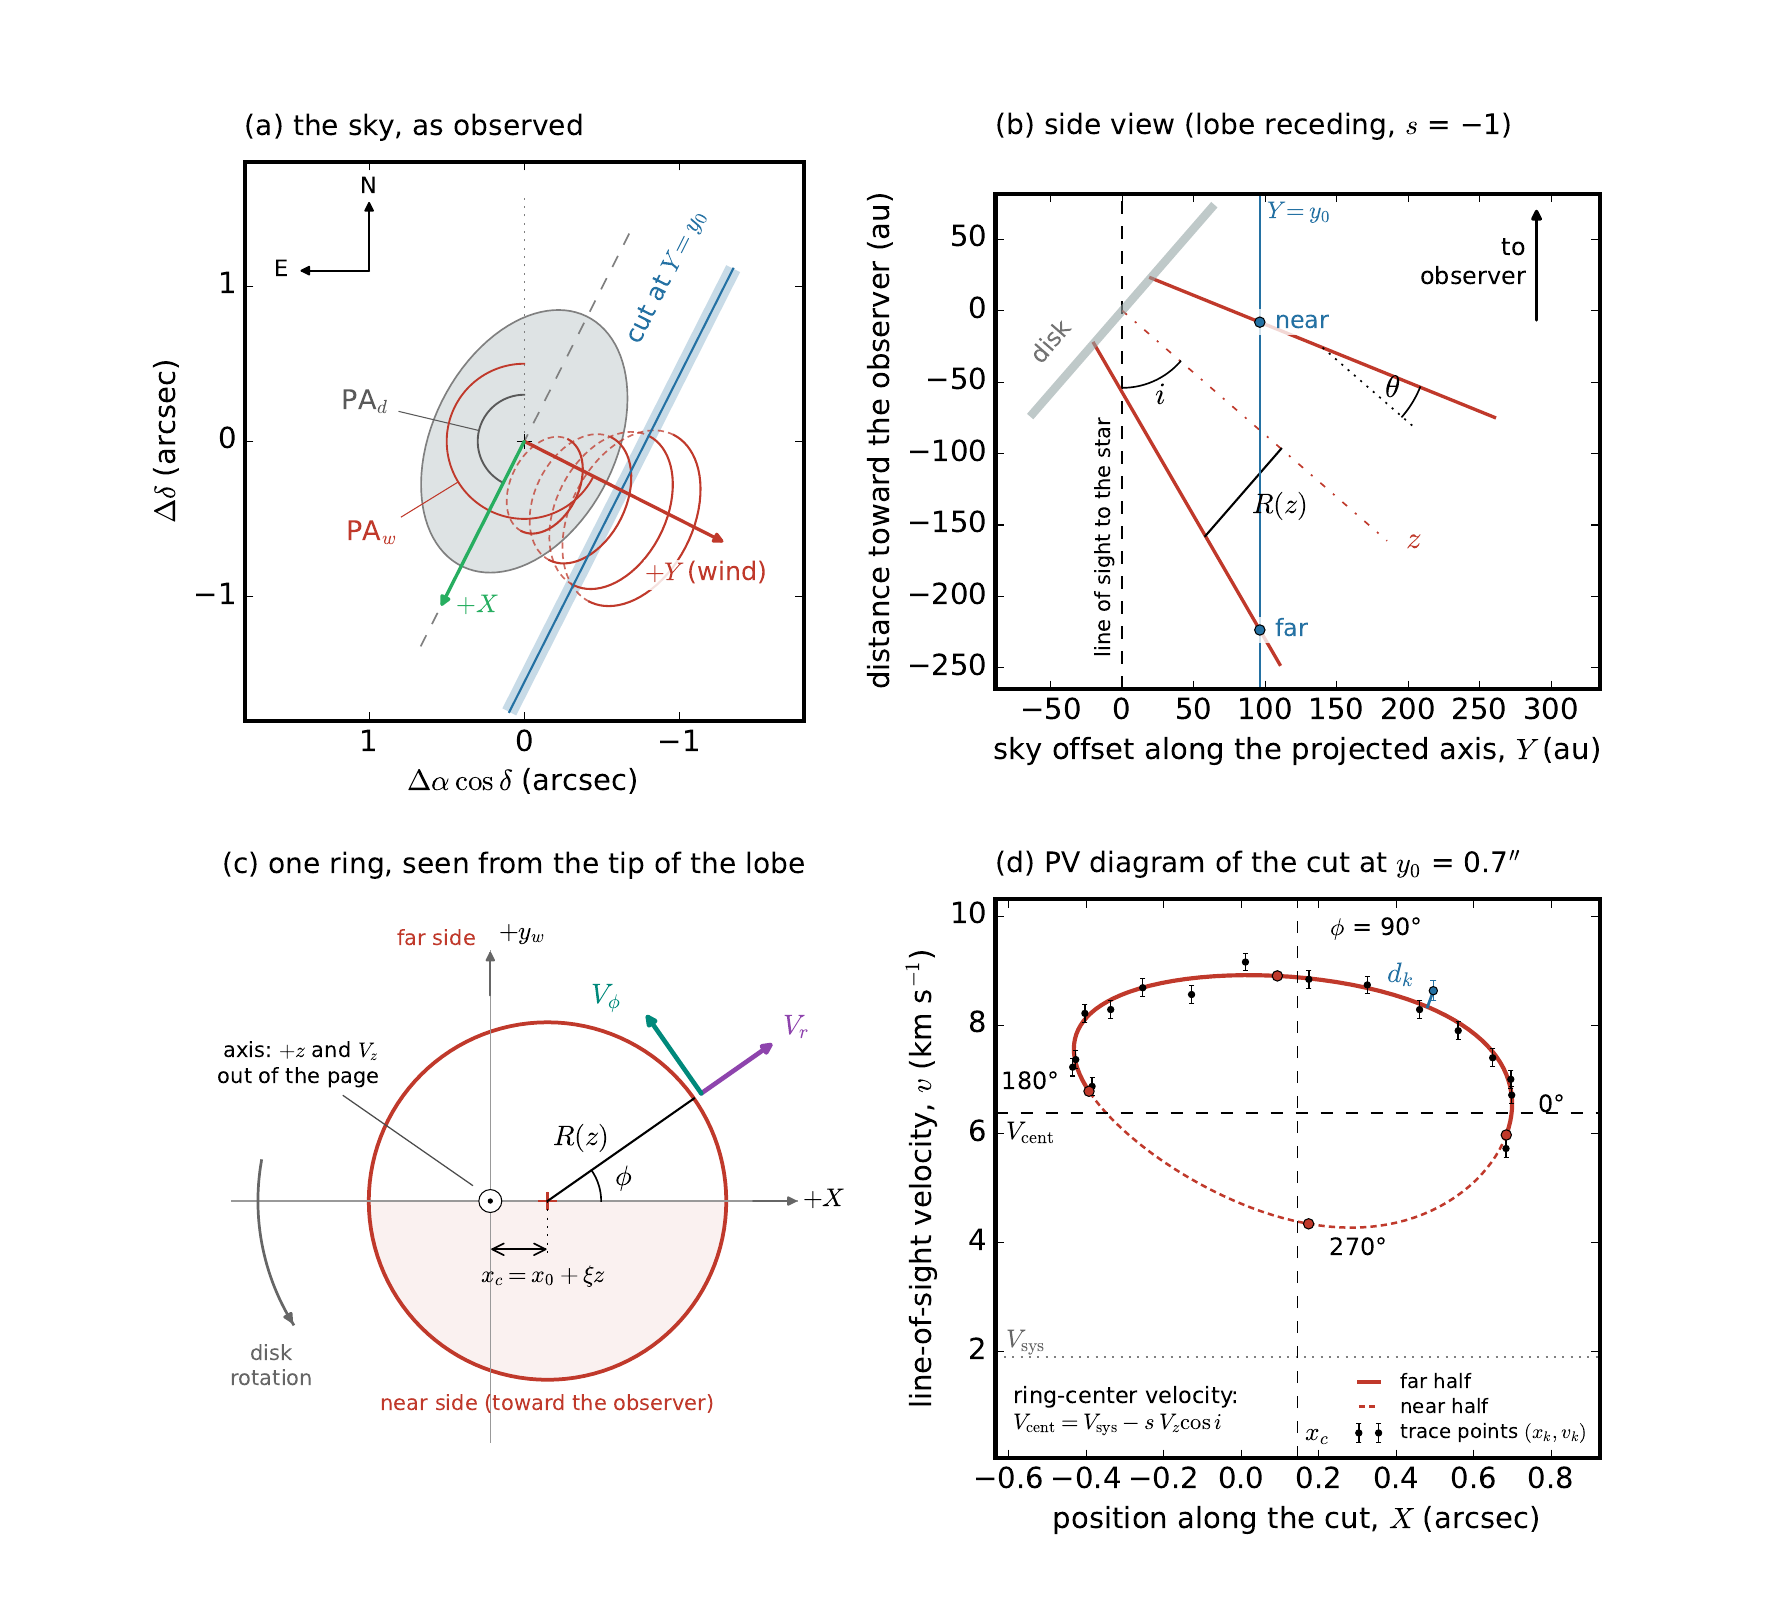 (a) the sky, as observed
N
E
cut at Y = y₀
PA_d
PA_w
+X
+Y (wind)
1
0
−1
1
0
−1
Δδ (arcsec)
Δα cos δ (arcsec)
(b) side view (lobe receding, s = −1)
Y = y₀
to
observer
near
disk
i
θ
R(z)
z
far
line of sight to the star
50
0
−50
−100
−150
−200
−250
−50
0
50
100
150
200
250
300
distance toward the observer (au)
sky offset along the projected axis, Y (au)
(c) one ring, seen from the tip of the lobe
far side
+y_w
V_ϕ
V_r
axis: +z and V_z
out of the page
R(z)
ϕ
+X
x_c = x₀ + ξz
disk
rotation
near side (toward the observer)
(d) PV diagram of the cut at y₀ = 0.7″
ϕ = 90°
d_k
180°
0°
V_cent
270°
V_sys
ring-center velocity:
V_cent = V_sys − s V_z cos i
x_c
far half
near half
trace points (x_k, v_k)
10
8
6
4
2
−0.6
−0.4
−0.2
0.0
0.2
0.4
0.6
0.8
line-of-sight velocity, v (km s⁻¹)
position along the cut, X (arcsec)